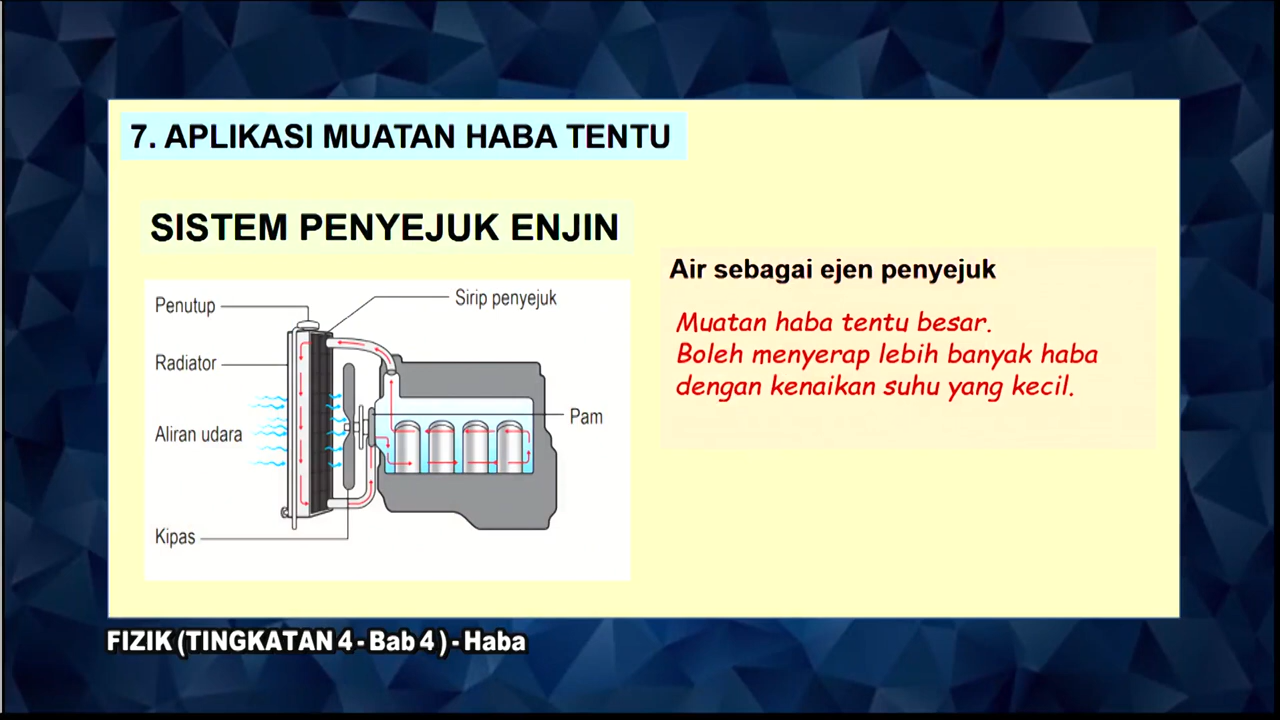 7. APLIKASI MUATAN HABA TENTU
SISTEM PENYEJUK ENJIN
Penutup
Sirip penyejuk
Radiator
Aliran udara
Pam
Kipas
Air sebagai ejen penyejuk
Muatan haba tentu besar.
Boleh menyerap lebih banyak haba
dengan kenaikan suhu yang kecil.
FIZIK (TINGKATAN 4 - Bab 4 ) - Haba